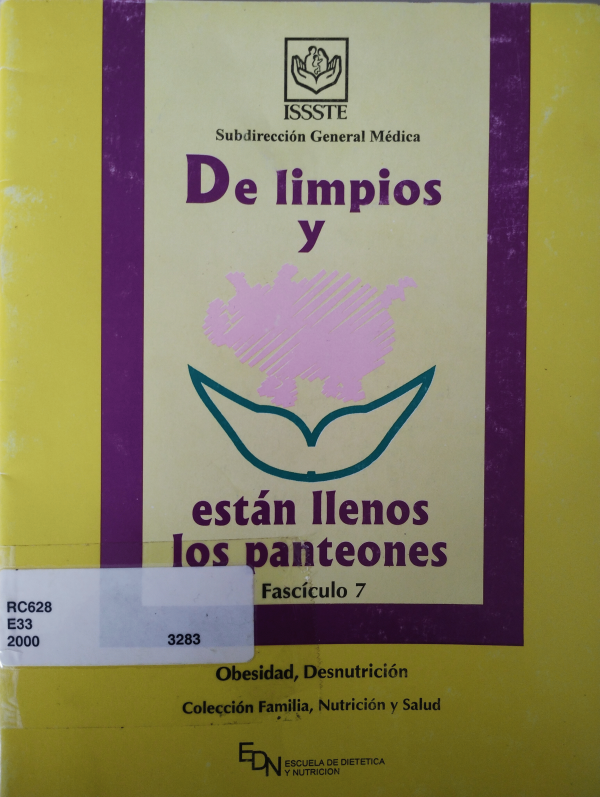 ISSSTE
Subdirección General Médica
De limpios
y
están llenos
los panteones
Fascículo 7
RC628
E33
2000 3283
Obesidad, Desnutrición
Colección Familia, Nutrición y Salud
EDN ESCUELA DE DIETETICA
Y NUTRICION